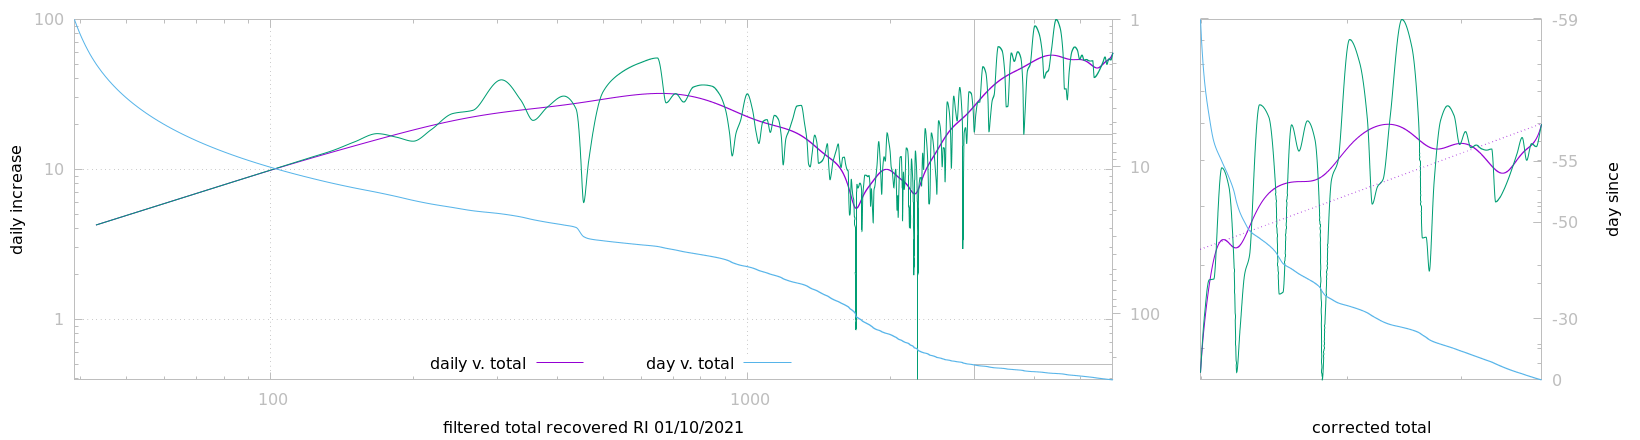 100
10
1
daily increase
100
1000
filtered total recovered RI 01/10/2021
daily v. total
day v. total
1
10
100
-59
-55
-50
-30
0
day since
corrected total